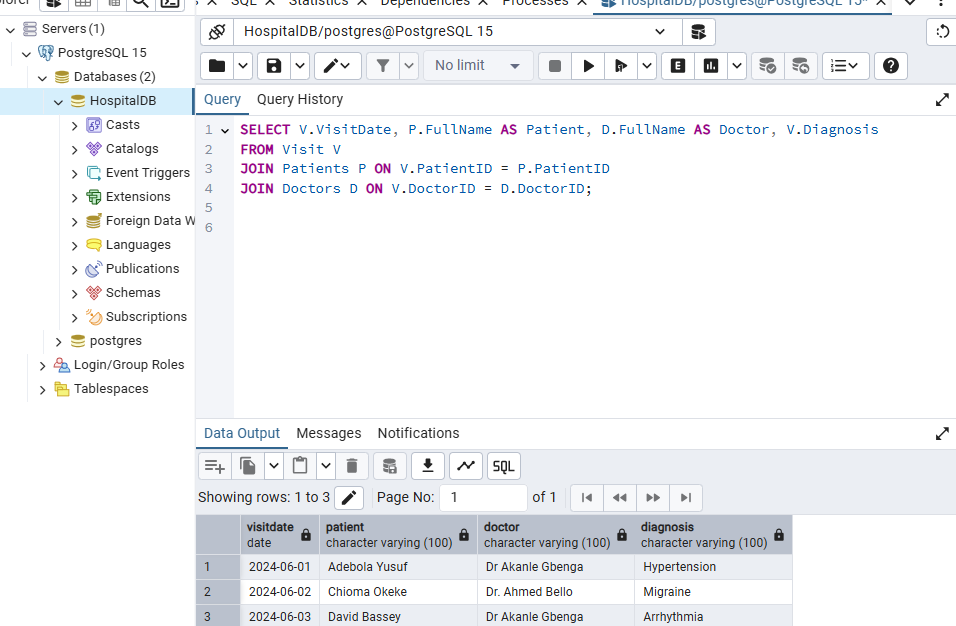 SQL Statistics Dependencies Processes HospitalDB/postgres@PostgreSQL 15*
Servers (1)
PostgreSQL 15
Databases (2)
HospitalDB
Casts
Catalogs
Event Triggers
Extensions
Foreign Data W
Languages
Publications
Schemas
Subscriptions
postgres
Login/Group Roles
Tablespaces
HospitalDB/postgres@PostgreSQL 15
No limit
E
Query Query History
1 SELECT V.VisitDate, P.FullName AS Patient, D.FullName AS Doctor, V.Diagnosis
2 FROM Visit V
3 JOIN Patients P ON V.PatientID = P.PatientID
4 JOIN Doctors D ON V.DoctorID = D.DoctorID;
5
6
Data Output Messages Notifications
SQL
Showing rows: 1 to 3 Page No: 1 of 1
visitdate patient doctor diagnosis
date character varying (100) character varying (100) character varying (100)
1 2024-06-01 Adebola Yusuf Dr Akanle Gbenga Hypertension
2 2024-06-02 Chioma Okeke Dr. Ahmed Bello Migraine
3 2024-06-03 David Bassey Dr Akanle Gbenga Arrhythmia